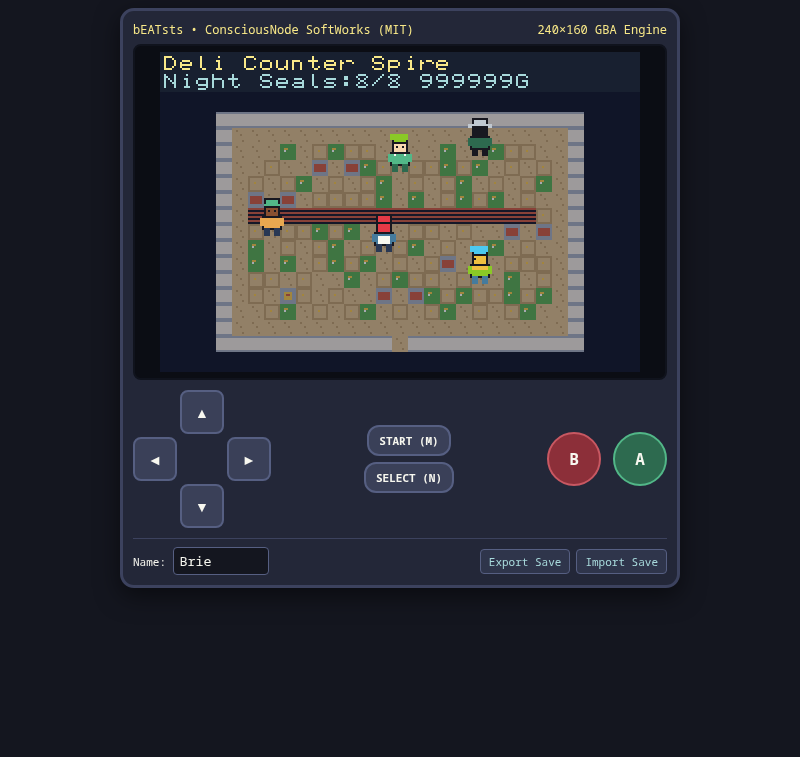 bEATsts • ConsciousNode SoftWorks (MIT)
240×160 GBA Engine
Deli Counter Spire
Night Seals:8/8 999999G
▲
◄
►
▼
START (M)
SELECT (N)
B
A
Name:
Brie
Export Save
Import Save